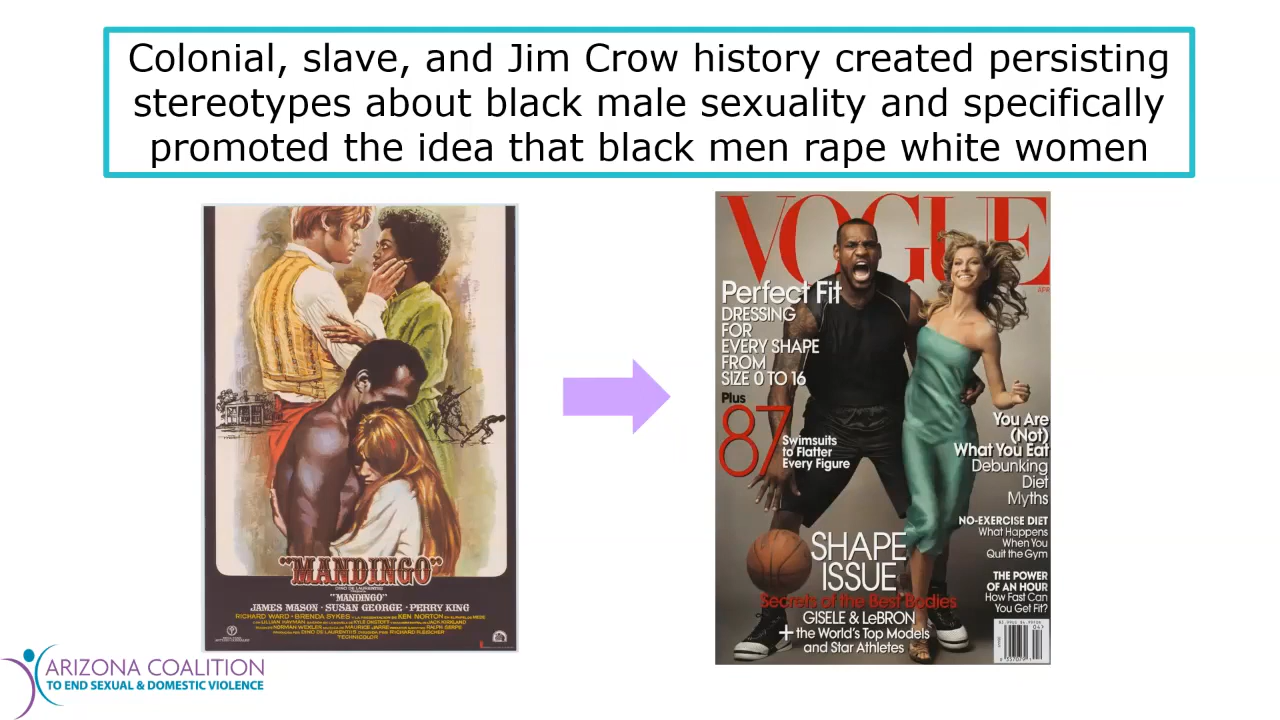 Colonial, slave, and Jim Crow history created persisting
stereotypes about black male sexuality and specifically
promoted the idea that black men rape white women
"MANDINGO"
"MANDINGO"
JAMES MASON · SUSAN GEORGE · PERRY KING
RICHARD WARD · BRENDA SYKES
KEN NORTON
TECHNICOLOR
VOGUE
APR
Perfect Fit
DRESSING
FOR
EVERY SHAPE
FROM
SIZE 0 TO 16
Plus
87
Swimsuits
to Flatter
Every Figure
You Are
(Not)
What You Eat
Debunking
Diet
Myths
NO-EXERCISE DIET
What Happens
When You
Quit the Gym
THE POWER
OF AN HOUR
How Fast Can
You Get Fit?
SHAPE
ISSUE
Secrets of the Best Bodies
GISELE & LeBRON
+ the World's Top Models
and Star Athletes
ARIZONA COALITION
TO END SEXUAL & DOMESTIC VIOLENCE